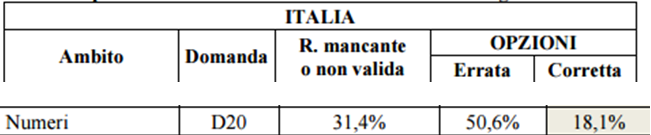 ITALIA
Ambito Domanda R. mancante o non valida OPZIONI
Errata Corretta
Numeri D20 31,4% 50,6% 18,1%